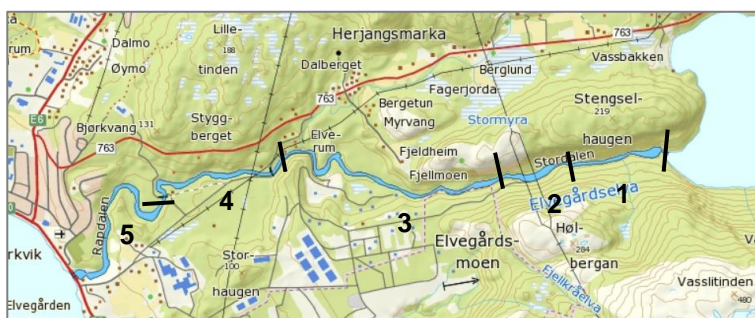 Lille-
tinden
188
Dalmo
Øymo
Herjangsmarka
Dalberget
763
Vassbakken
Berglund
Fagerjorda
Bergetun
Myrvang
Stormyra
Stengsel-
219
haugen
E6
Bjørkvang
131
Stygg-
berget
763
763
Elve-
rum
Fjeldheim
Fjellmoen
Stordalen
Elvegårdselva
1
2
3
4
5
Rapdalen
rkvik
Elvegårds-
moen
Høl-
284
bergan
Stor-
100
haugen
Fjellkråelva
Vasslitinden
480
Elvegården
rum